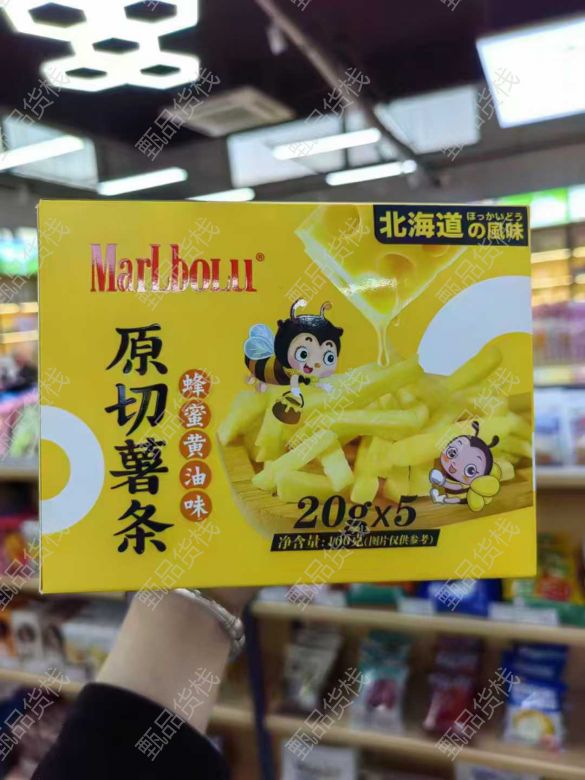 北海道
ほっかいどう
の風味
MarLboLu®
原切薯条
蜂蜜黄油味
20g×5
净含量:100克(图片仅供参考)
甄品货栈